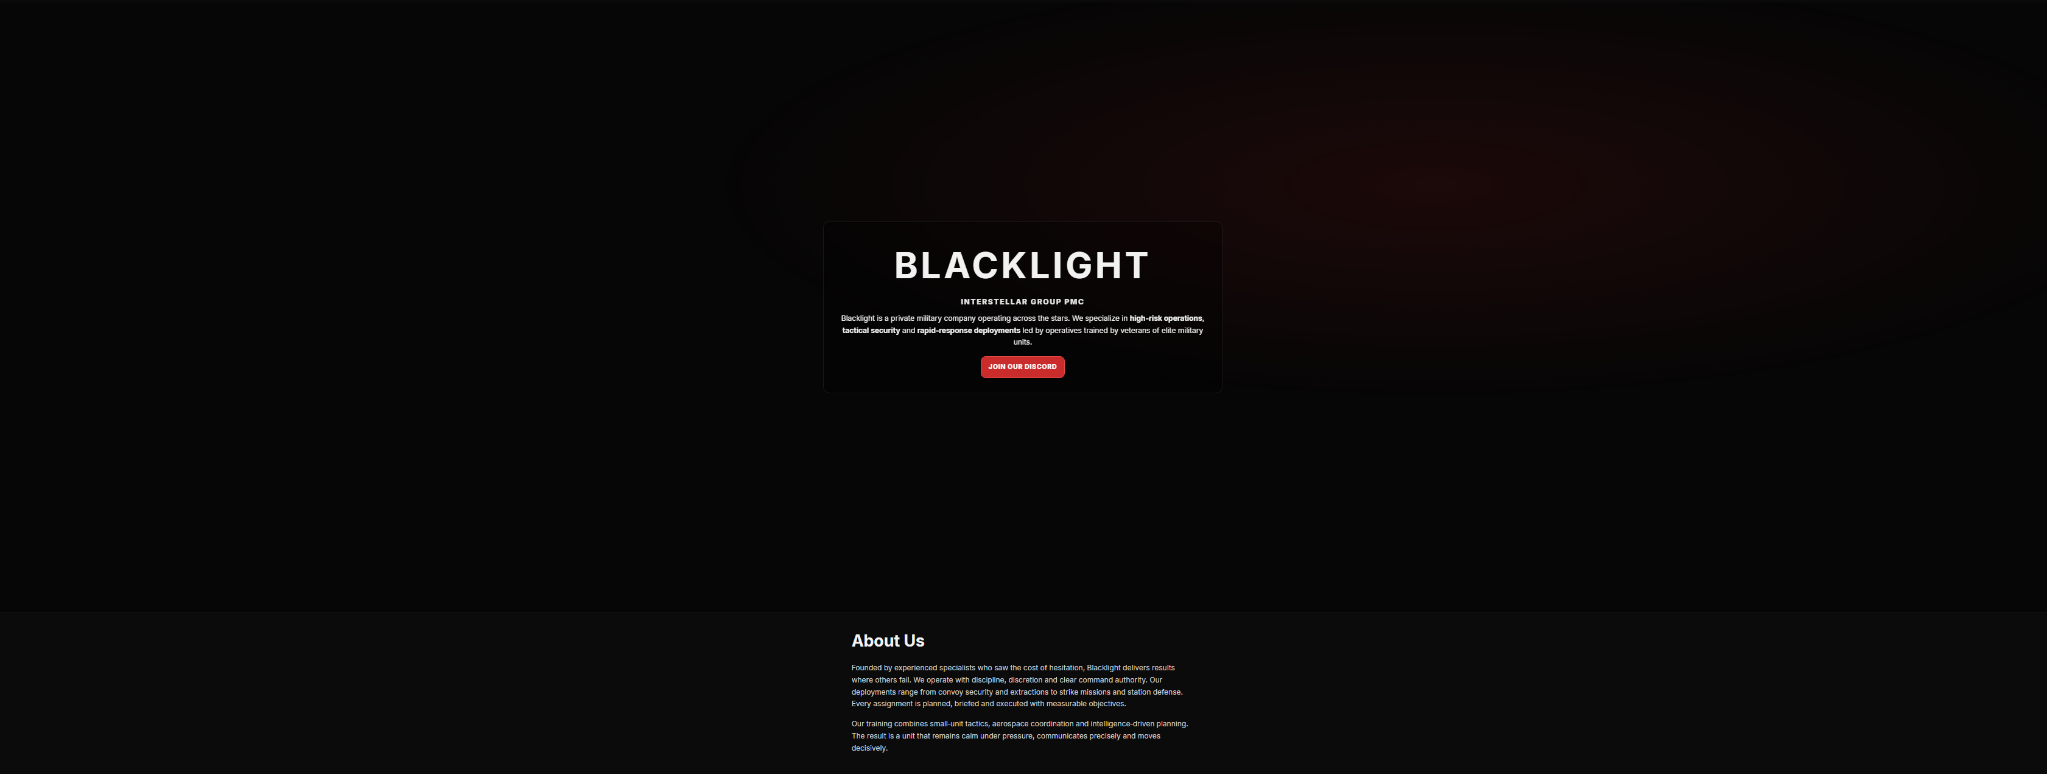 BLACKLIGHT
INTERSTELLAR GROUP PMC
Blacklight is a private military company operating across the stars. We specialize in high-risk operations,
tactical security and rapid-response deployments led by operatives trained by veterans of elite military
units.
JOIN OUR DISCORD
About Us
Founded by experienced specialists who saw the cost of hesitation, Blacklight delivers results
where others fail. We operate with discipline, discretion and clear command authority. Our
deployments range from convoy security and extractions to strike missions and station defense.
Every assignment is planned, briefed and executed with measurable objectives.
Our training combines small-unit tactics, aerospace coordination and intelligence-driven planning.
The result is a unit that remains calm under pressure, communicates precisely and moves
decisively.